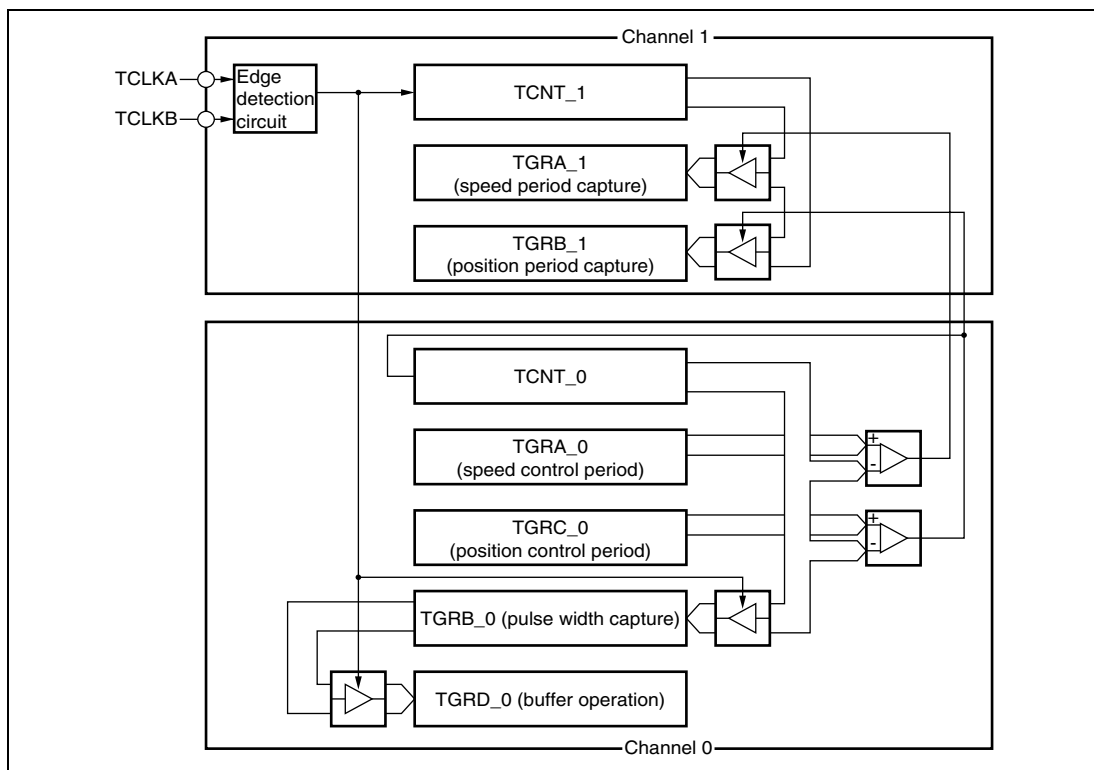 Channel 1
TCLKA
TCLKB
Edge
detection
circuit
TCNT_1
TGRA_1
(speed period capture)
TGRB_1
(position period capture)
TCNT_0
TGRA_0
(speed control period)
+
-
TGRC_0
(position control period)
+
-
TGRB_0 (pulse width capture)
TGRD_0 (buffer operation)
Channel 0